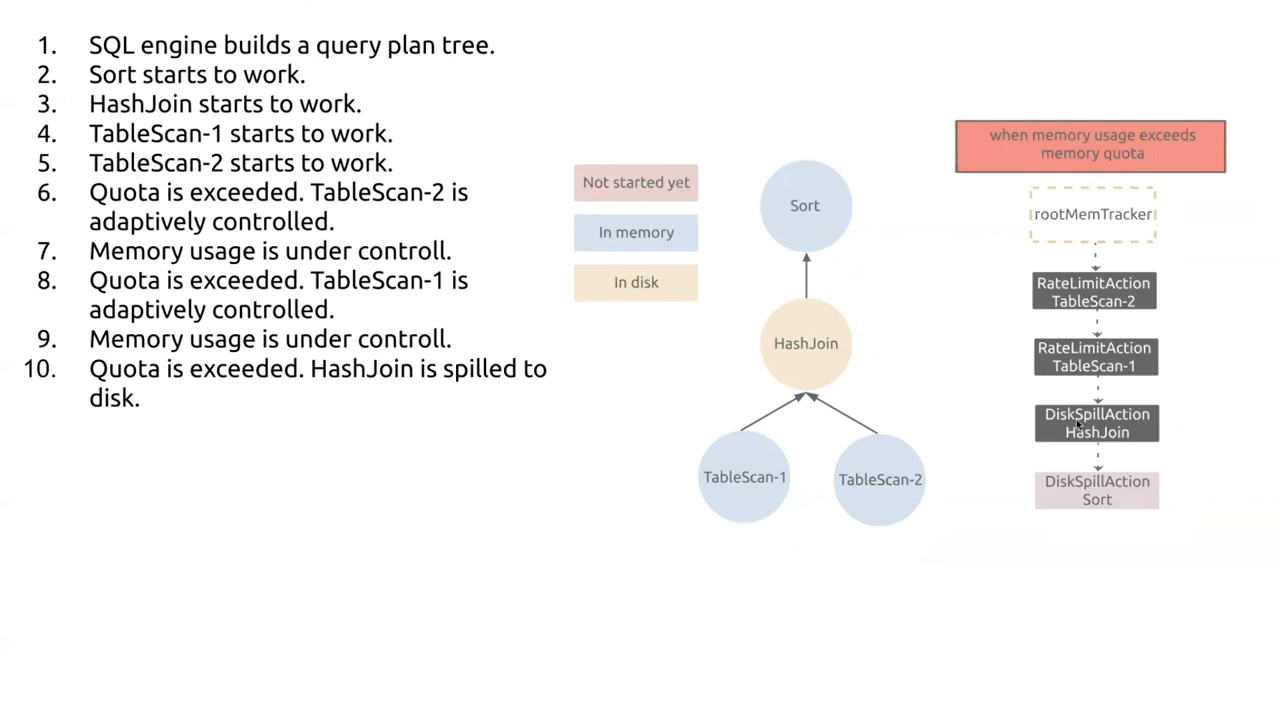 1. SQL engine builds a query plan tree.
2. Sort starts to work.
3. HashJoin starts to work.
4. TableScan-1 starts to work.
5. TableScan-2 starts to work.
6. Quota is exceeded. TableScan-2 is
adaptively controlled.
7. Memory usage is under controll.
8. Quota is exceeded. TableScan-1 is
adaptively controlled.
9. Memory usage is under controll.
10. Quota is exceeded. HashJoin is spilled to
disk.
Not started yet
In memory
In disk
Sort
HashJoin
TableScan-1
TableScan-2
when memory usage exceeds
memory quota
rootMemTracker
RateLimitAction
TableScan-2
RateLimitAction
TableScan-1
DiskSpillAction
HashJoin
DiskSpillAction
Sort